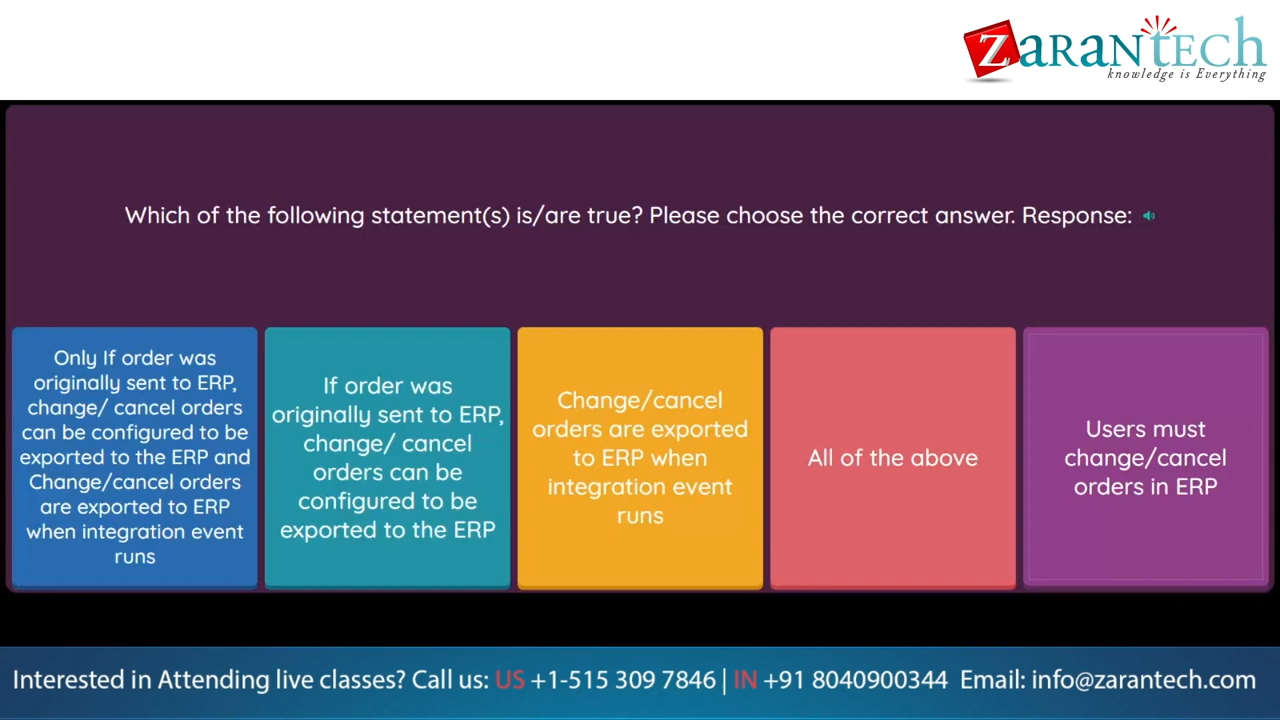 ZARANTECH
knowledge is Everything
Which of the following statement(s) is/are true? Please choose the correct answer. Response:
Only If order was
originally sent to ERP,
change/ cancel orders
can be configured to be
exported to the ERP and
Change/cancel orders
are exported to ERP
when integration event
runs
If order was
originally sent to ERP,
change/ cancel
orders can be
configured to be
exported to the ERP
Change/cancel
orders are exported
to ERP when
integration event
runs
All of the above
Users must
change/cancel
orders in ERP
Interested in Attending live classes? Call us: US +1-515 309 7846 | IN +91 8040900344 Email: info@zarantech.com